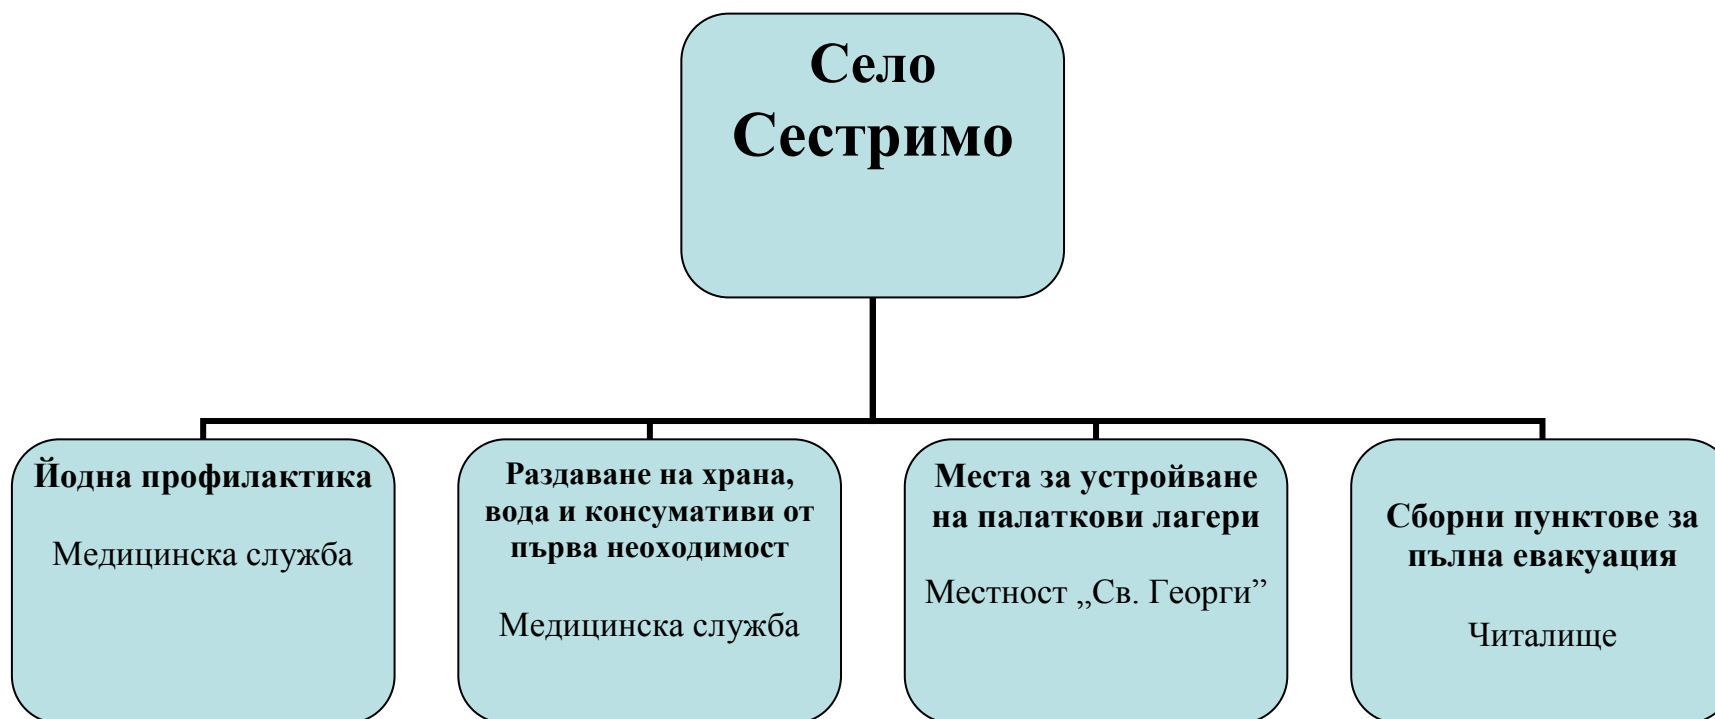 Село
Сестримо
Йодна профилактика
Медицинска служба
Раздаване на храна,
вода и консумативи от
първа неоходимост
Медицинска служба
Места за устройване
на палаткови лагери
Местност „Св. Георги”
Сборни пунктове за
пълна евакуация
Читалище